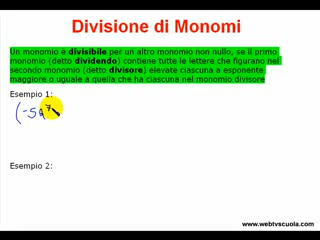 Divisione di Monomi
Un monomio è divisibile per un altro monomio non nullo, se il primo
monomio (detto dividendo) contiene tutte le lettere che figurano nel
secondo monomio (detto divisore) elevate ciascuna a esponente
maggiore o uguale a quella che ha ciascuna nel monomio divisore
Esempio 1:
(-5a⁷
Esempio 2:
www.webtvscuola.com